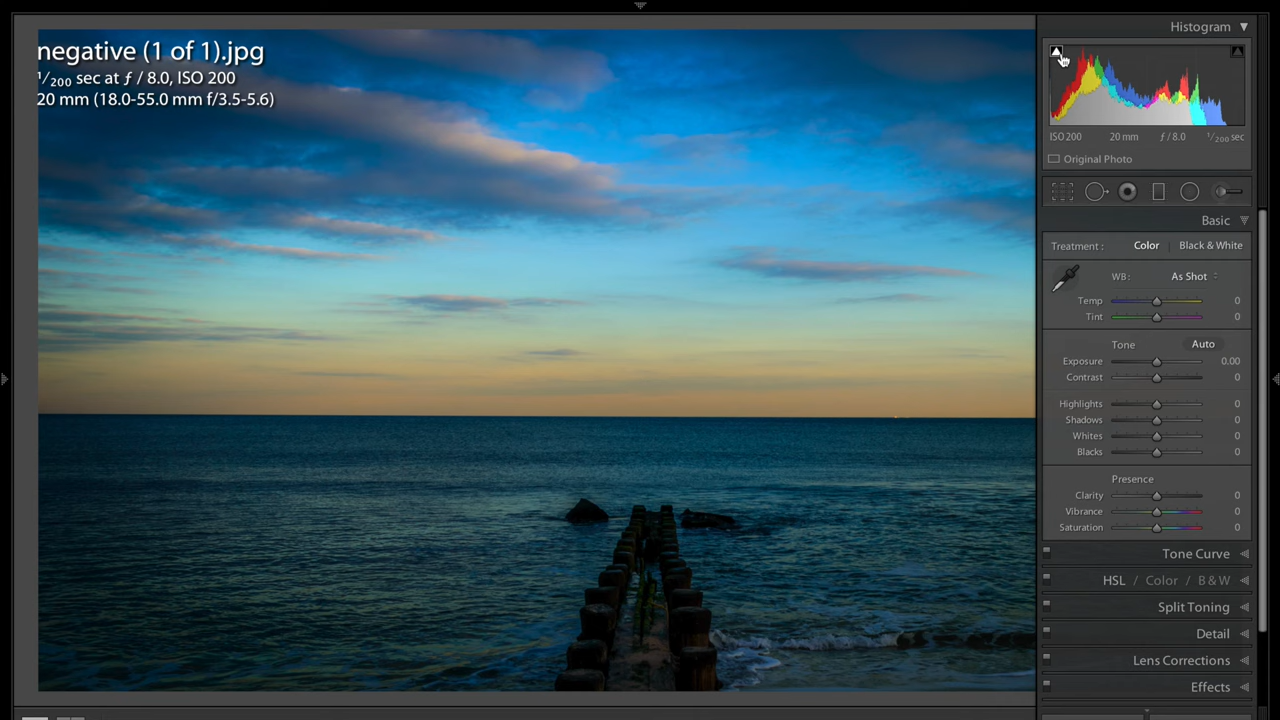 negative (1 of 1).jpg
1/200 sec at ƒ / 8.0, ISO 200
20 mm (18.0-55.0 mm f/3.5-5.6)
Histogram
ISO 200 20 mm ƒ / 8.0 1/200 sec
Original Photo
Basic
Treatment : Color Black & White
WB : As Shot
Temp 0
Tint 0
Tone Auto
Exposure 0.00
Contrast 0
Highlights 0
Shadows 0
Whites 0
Blacks 0
Presence
Clarity 0
Vibrance 0
Saturation 0
Tone Curve
HSL / Color / B & W
Split Toning
Detail
Lens Corrections
Effects